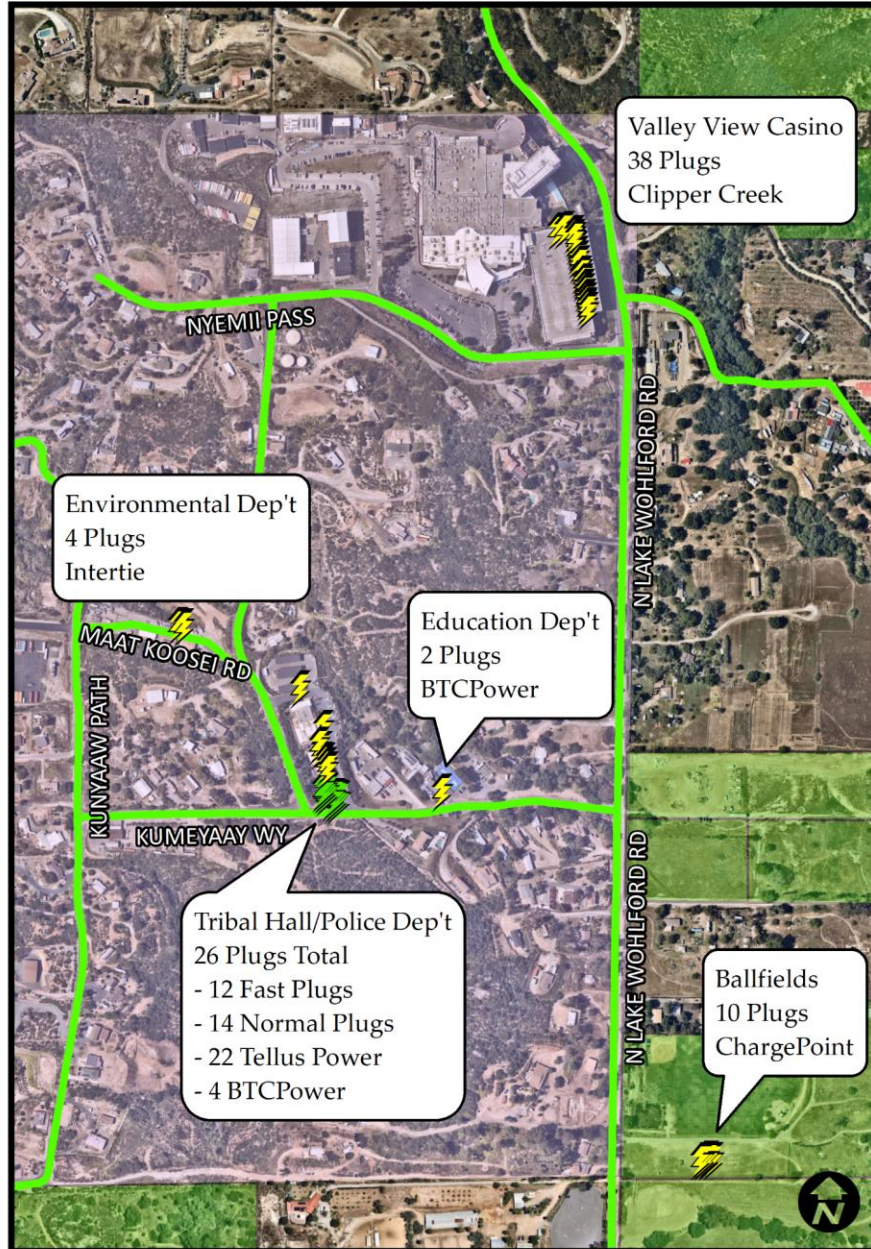 Valley View Casino
38 Plugs
Clipper Creek
NYEMII PASS
N LAKE WOHLFORD RD
Environmental Dep't
4 Plugs
Intertie
MAAT KOOSEI RD
Education Dep't
2 Plugs
BTCPower
KUNYAAW PATH
KUMEYAAY WY
N LAKE WOHLFORD RD
Tribal Hall/Police Dep't
26 Plugs Total
- 12 Fast Plugs
- 14 Normal Plugs
- 22 Tellus Power
- 4 BTCPower
Ballfields
10 Plugs
ChargePoint
N